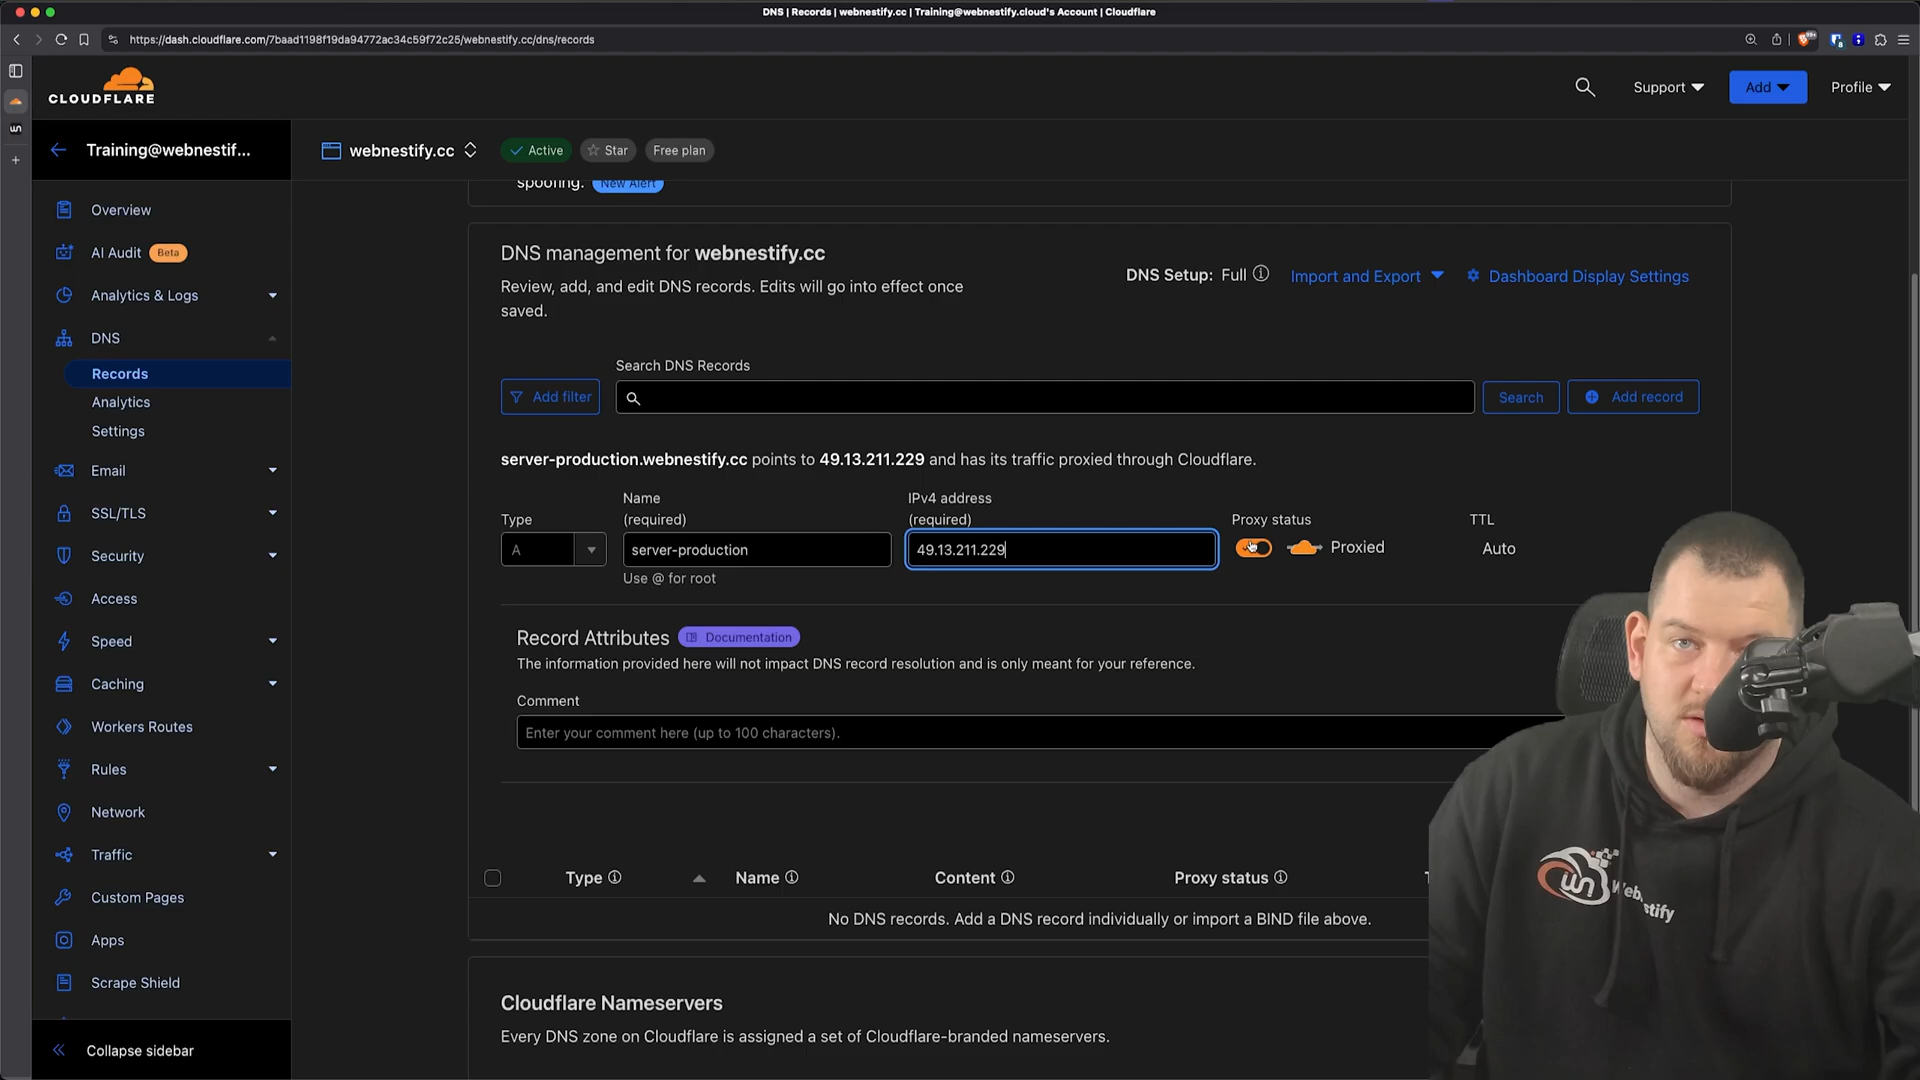 DNS | Records | webnestify.cc | Training@webnestify.cloud's Account | Cloudflare
https://dash.cloudflare.com/7baad1198f19da94772ac34c59f72c25/webnestify.cc/dns/records
CLOUDFLARE
Support
Add
Profile
Training@webnestif...
webnestify.cc
Active
Star
Free plan
spoofing. New Alert
Overview
AI Audit Beta
Analytics & Logs
DNS
Records
Analytics
Settings
Email
SSL/TLS
Security
Access
Speed
Caching
Workers Routes
Rules
Network
Traffic
Custom Pages
Apps
Scrape Shield
Collapse sidebar
DNS management for webnestify.cc
Review, add, and edit DNS records. Edits will go into effect once
saved.
DNS Setup: Full
Import and Export
Dashboard Display Settings
Search DNS Records
Add filter
Search
Add record
server-production.webnestify.cc points to 49.13.211.229 and has its traffic proxied through Cloudflare.
Type
Name
(required)
IPv4 address
(required)
Proxy status
TTL
A
server-production
49.13.211.229
Proxied
Auto
Use @ for root
Record Attributes Documentation
The information provided here will not impact DNS record resolution and is only meant for your reference.
Comment
Enter your comment here (up to 100 characters).
Type
Name
Content
Proxy status
No DNS records. Add a DNS record individually or import a BIND file above.
Cloudflare Nameservers
Every DNS zone on Cloudflare is assigned a set of Cloudflare-branded nameservers.
wn Webnestify